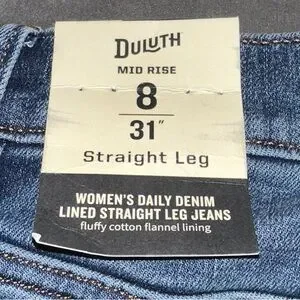 DULUTH
MID RISE
8
31"
Straight Leg
WOMEN'S DAILY DENIM
LINED STRAIGHT LEG JEANS
fluffy cotton flannel lining